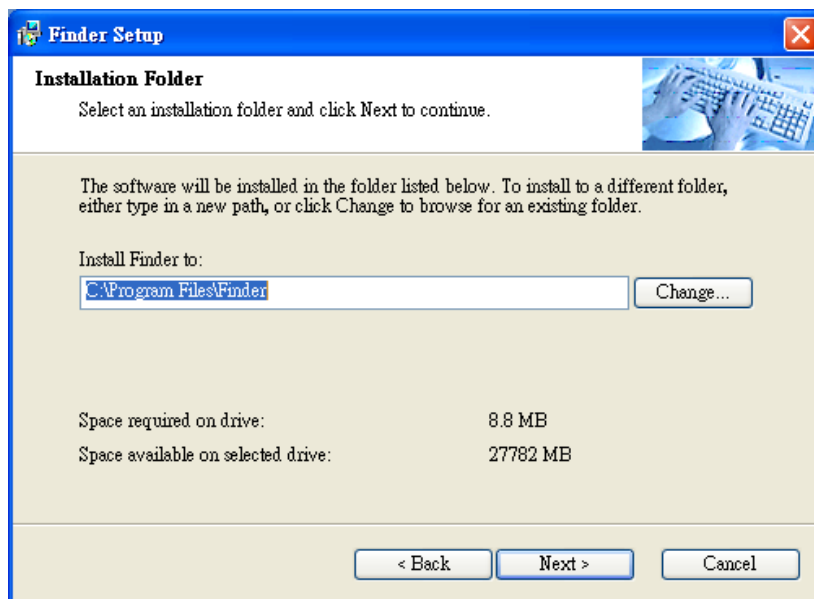 Finder Setup
Installation Folder
Select an installation folder and click Next to continue.
The software will be installed in the folder listed below. To install to a different folder,
either type in a new path, or click Change to browse for an existing folder.
Install Finder to:
C:\Program Files\Finder
Change...
Space required on drive: 8.8 MB
Space available on selected drive: 27782 MB
< Back Next > Cancel